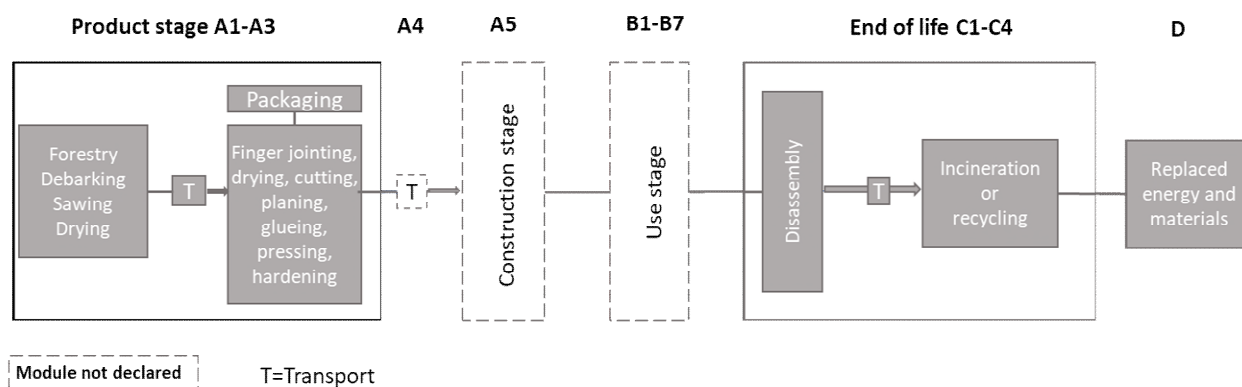 Product stage A1-A3
A4
A5
B1-B7
End of life C1-C4
D
Packaging
Forestry
Debarking
Sawing
Drying
T
Finger jointing,
drying, cutting,
planing,
glueing,
pressing,
hardening
T
Construction stage
Use stage
Disassembly
T
Incineration
or
recycling
Replaced
energy and
materials
Module not declared
T=Transport